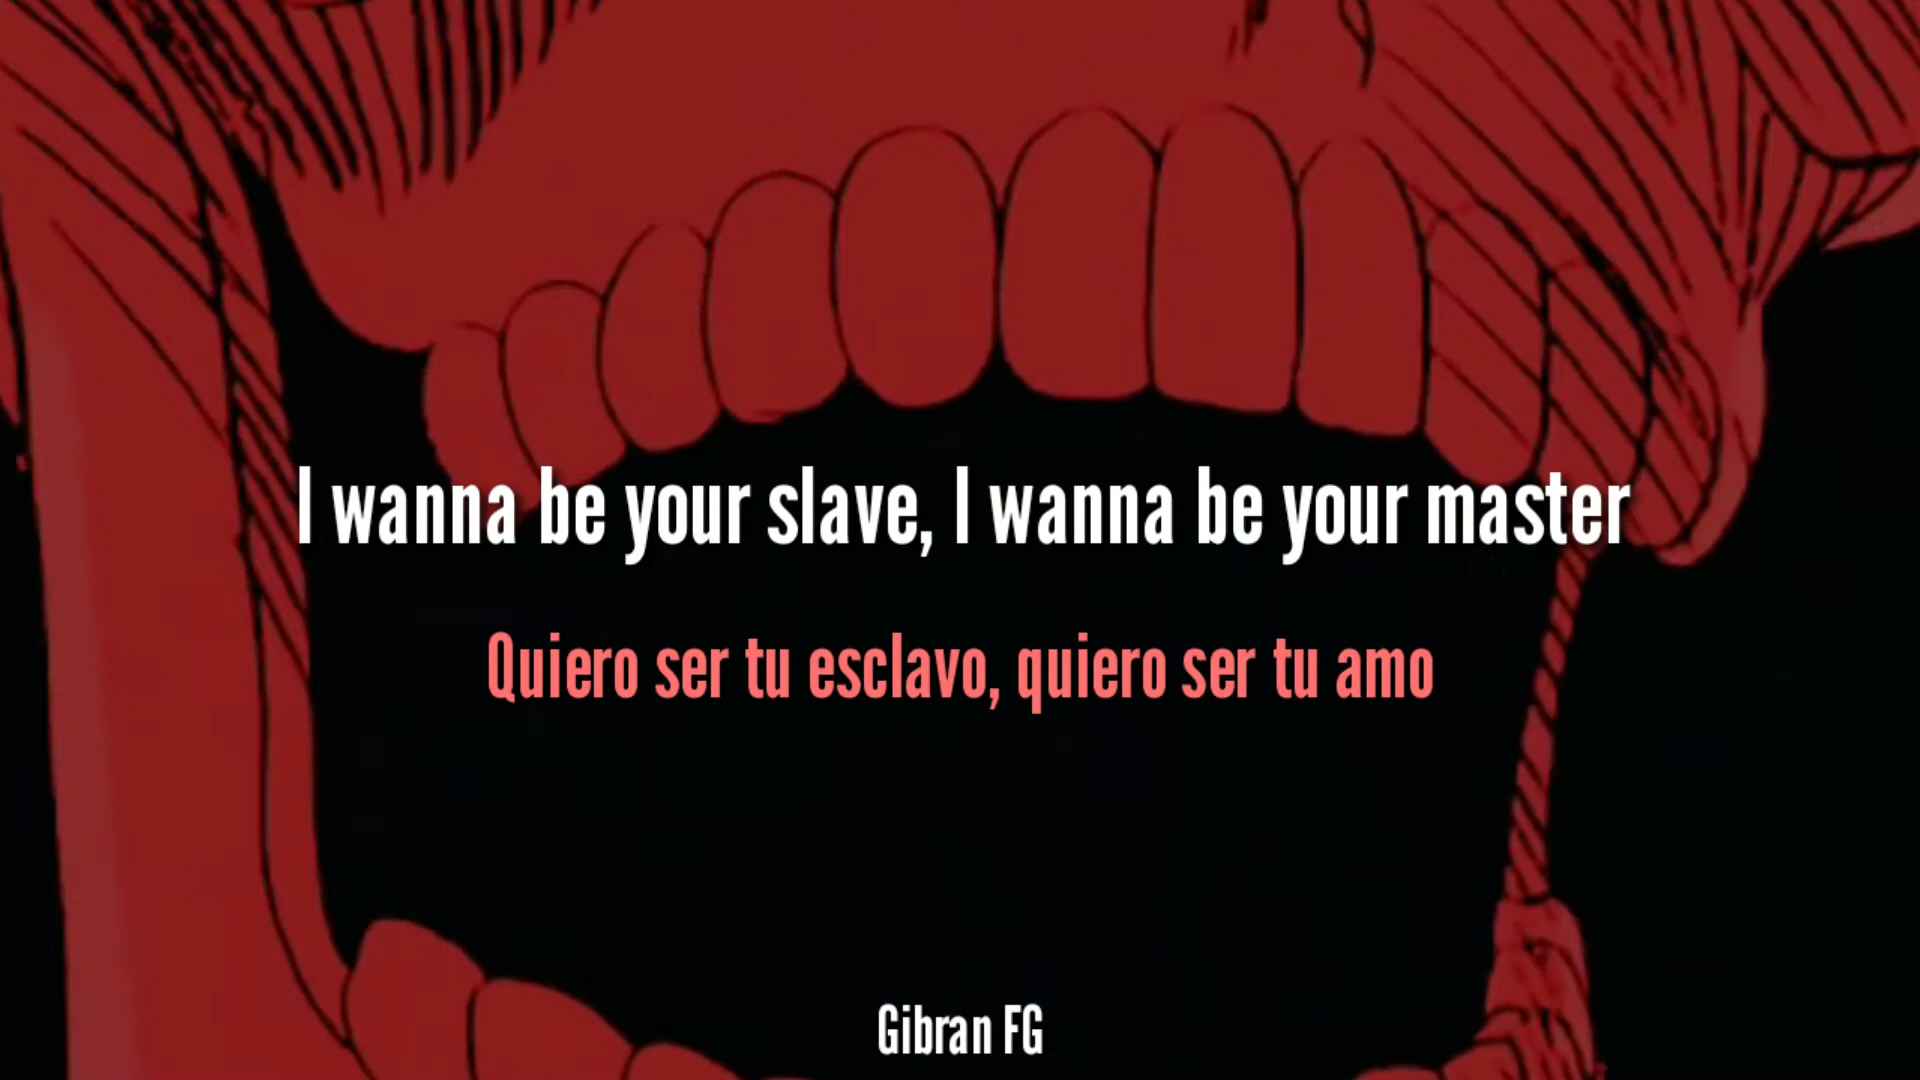 I wanna be your slave, I wanna be your master
Quiero ser tu esclavo, quiero ser tu amo
Gibran FG